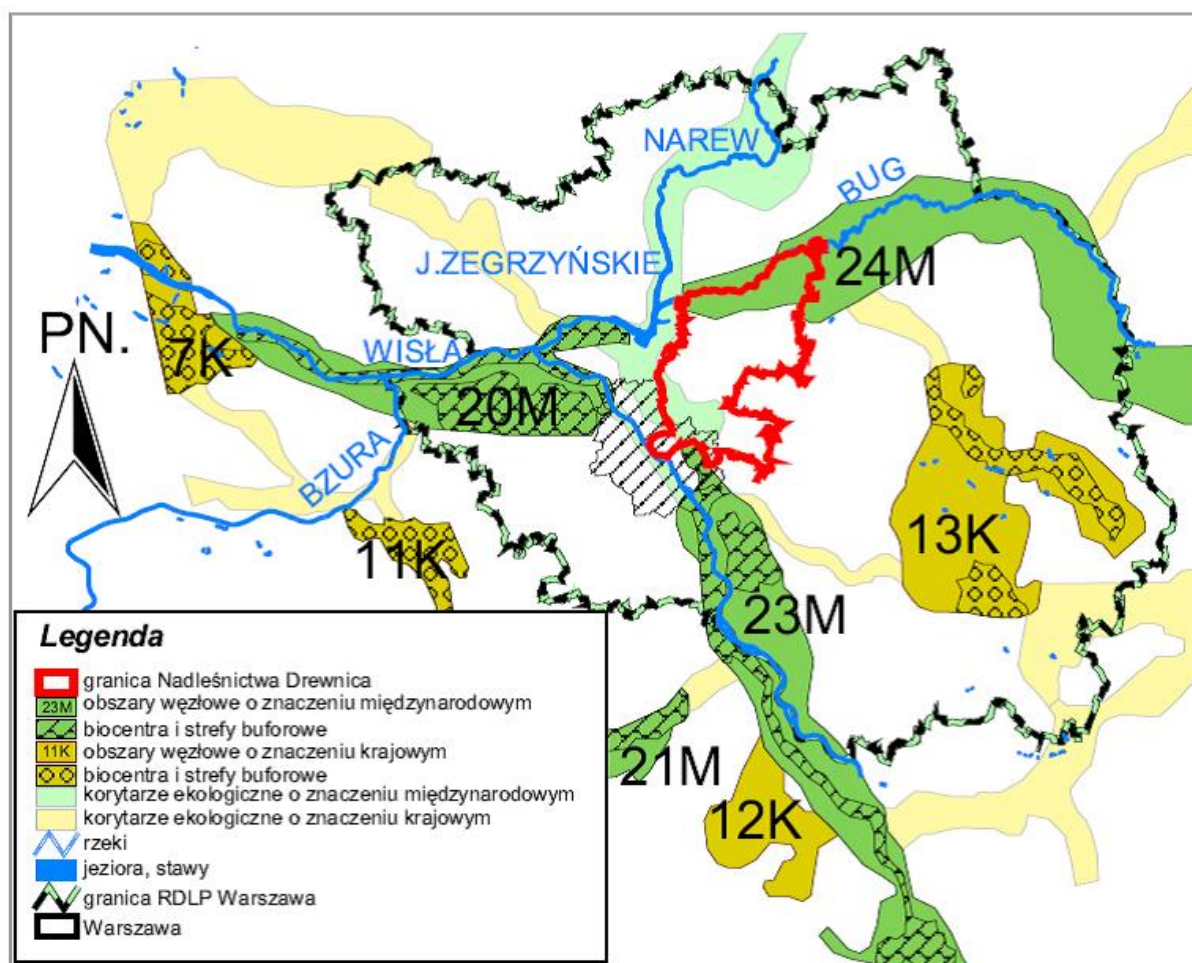 NAREW
BUG
J.ZEGRZYŃSKIE
24M
PN.
7K
WISŁA
20M
BZURA
11K
13K
23M
21M
12K
Legenda
granica Nadleśnictwa Drewnica
23M obszary węzłowe o znaczeniu międzynarodowym
biocentra i strefy buforowe
11K obszary węzłowe o znaczeniu krajowym
biocentra i strefy buforowe
korytarze ekologiczne o znaczeniu międzynarodowym
korytarze ekologiczne o znaczeniu krajowym
rzeki
jeziora, stawy
granica RDLP Warszawa
Warszawa